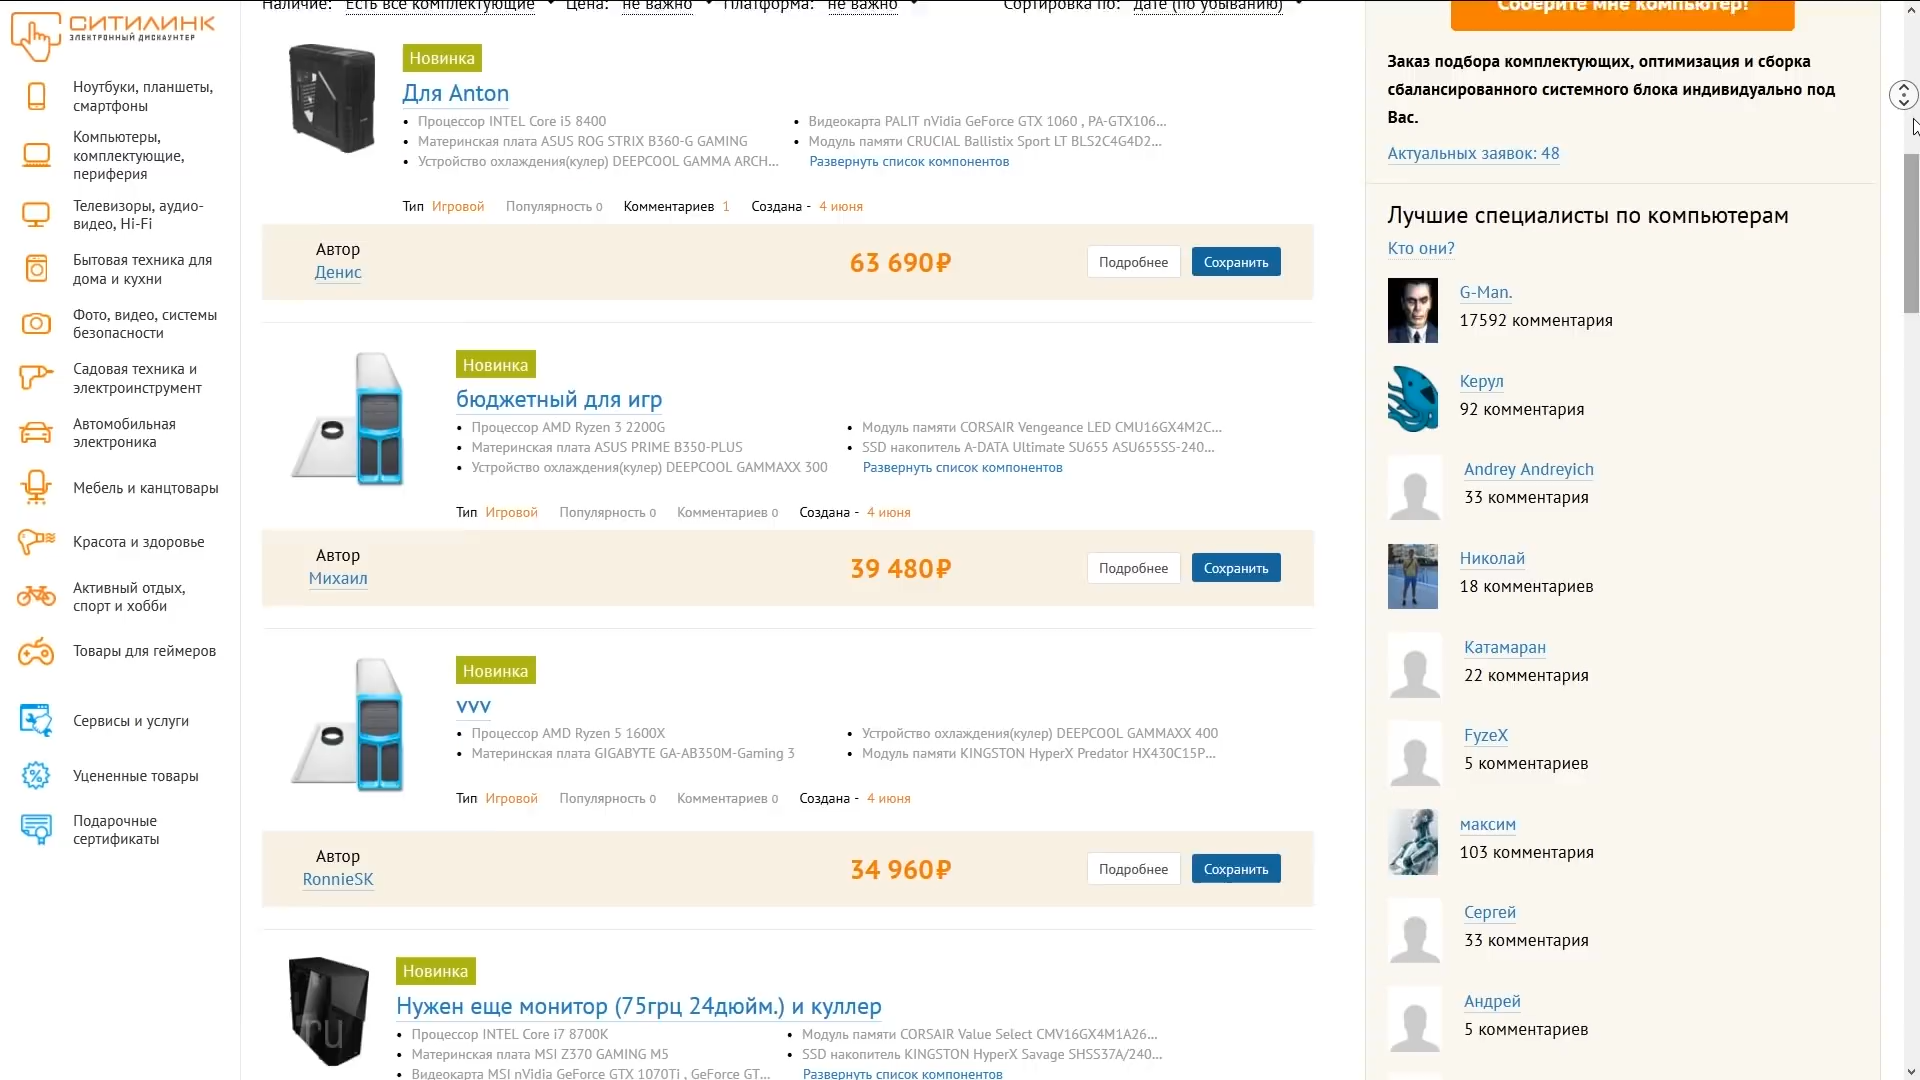 Наличие: Есть все комплектующие Цена: не важно Платформа: не важно Сортировка по: дате (по убыванию)
СИТИЛИНК
ЭЛЕКТРОННЫЙ ДИСКАУНТЕР
Ноутбуки, планшеты,
смартфоны
Компьютеры,
комплектующие,
периферия
Телевизоры, аудио-
видео, Hi-Fi
Бытовая техника для
дома и кухни
Фото, видео, системы
безопасности
Садовая техника и
электроинструмент
Автомобильная
электроника
Мебель и канцтовары
Красота и здоровье
Активный отдых,
спорт и хобби
Товары для геймеров
Сервисы и услуги
Уцененные товары
Подарочные
сертификаты
Новинка
Для Anton
Процессор INTEL Core i5 8400
Материнская плата ASUS ROG STRIX B360-G GAMING
Устройство охлаждения(кулер) DEEPCOOL GAMMA ARCH...
Видеокарта PALIT nVidia GeForce GTX 1060 , PA-GTX106...
Модуль памяти CRUCIAL Ballistix Sport LT BLS2C4G4D2...
Развернуть список компонентов
Тип Игровой Популярность 0 Комментариев 1 Создана - 4 июня
Автор
Денис
63 690₽
Подробнее
Сохранить
Новинка
бюджетный для игр
Процессор AMD Ryzen 3 2200G
Материнская плата ASUS PRIME B350-PLUS
Устройство охлаждения(кулер) DEEPCOOL GAMMAXX 300
Модуль памяти CORSAIR Vengeance LED CMU16GX4M2C...
SSD накопитель A-DATA Ultimate SU655 ASU655SS-240...
Развернуть список компонентов
Тип Игровой Популярность 0 Комментариев 0 Создана - 4 июня
Автор
Михаил
39 480₽
Подробнее
Сохранить
Новинка
vvv
Процессор AMD Ryzen 5 1600X
Материнская плата GIGABYTE GA-AB350M-Gaming 3
Устройство охлаждения(кулер) DEEPCOOL GAMMAXX 400
Модуль памяти KINGSTON HyperX Predator HX430C15P...
Тип Игровой Популярность 0 Комментариев 0 Создана - 4 июня
Автор
RonnieSK
34 960₽
Подробнее
Сохранить
Новинка
Нужен еще монитор (75грц 24дюйм.) и куллер
Процессор INTEL Core i7 8700K
Материнская плата MSI Z370 GAMING M5
Видеокарта MSI nVidia GeForce GTX 1070Ti , GeForce GT...
Модуль памяти CORSAIR Value Select CMV16GX4M1A26...
SSD накопитель KINGSTON HyperX Savage SHSS37A/240...
Развернуть список компонентов
ru
Соберите мне компьютер!
Заказ подбора комплектующих, оптимизация и сборка
сбалансированного системного блока индивидуально под
Вас.
Актуальных заявок: 48
Лучшие специалисты по компьютерам
Кто они?
G-Man.
17592 комментария
Керул
92 комментария
Andrey Andreyich
33 комментария
Николай
18 комментариев
Катамаран
22 комментария
FyzeX
5 комментариев
максим
103 комментария
Сергей
33 комментария
Андрей
5 комментариев